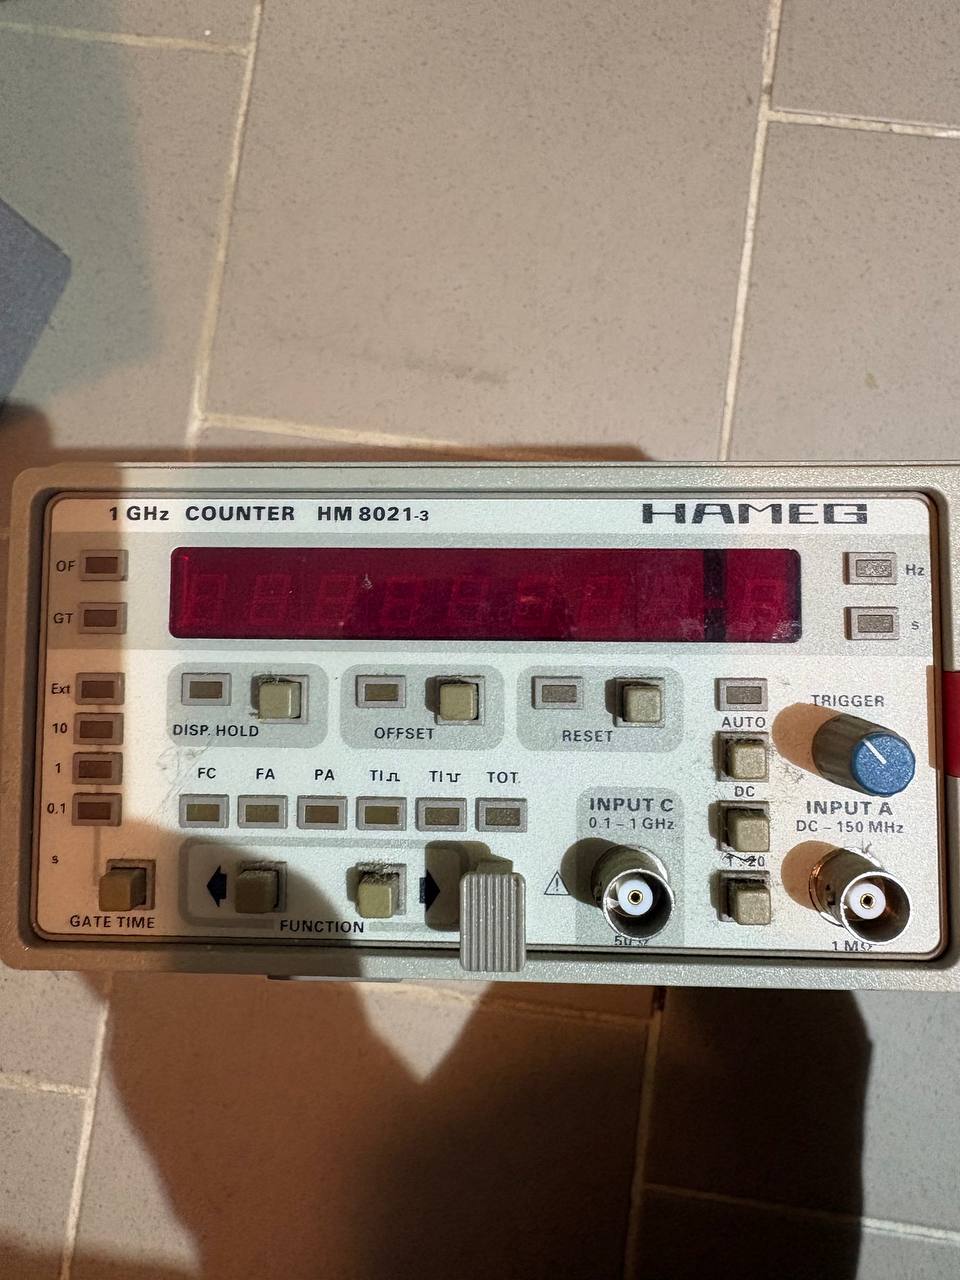 1 GHz COUNTER HM 8021-3
HAMEG
OF
Hz
GT
s
Ext
10
1
0.1
s
GATE TIME
DISP. HOLD
OFFSET
RESET
FC FA PA TI TI TOT.
FUNCTION
INPUT C
0.1 – 1 GHz
50 Ω
AUTO
DC
1 : 20
TRIGGER
INPUT A
DC – 150 MHz
1 MΩ